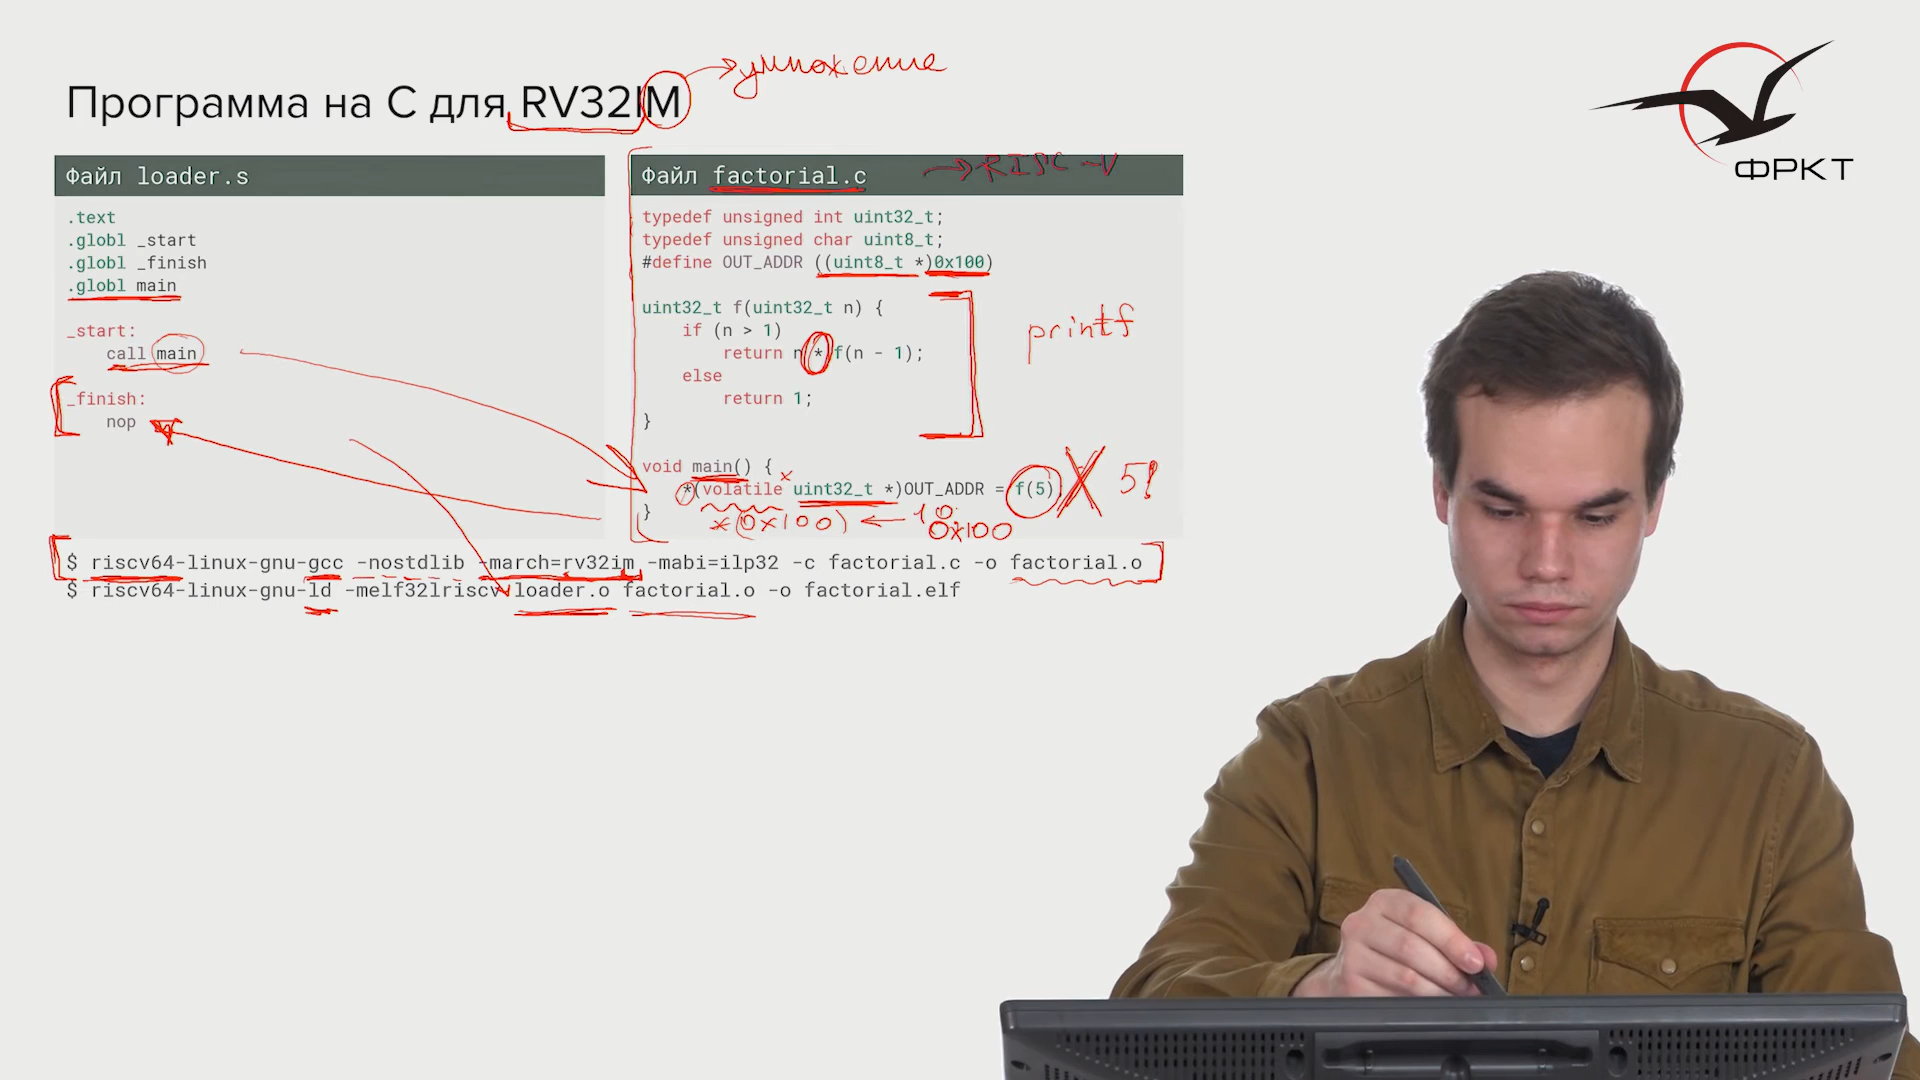 умножение
Программа на C для RV32IM
ФРКТ
Файл loader.s
.text
.globl _start
.globl _finish
.globl main
_start:
call main
_finish:
nop
Файл factorial.c
→ RISC-V
typedef unsigned int uint32_t;
typedef unsigned char uint8_t;
#define OUT_ADDR ((uint8_t *)0x100)
uint32_t f(uint32_t n) {
if (n > 1)
return n * f(n - 1);
else
return 1;
}
printf
void main() {
*(volatile uint32_t *)OUT_ADDR = f(5)
5!
}
*(0x100) ← 10
0x100
$ riscv64-linux-gnu-gcc -nostdlib -march=rv32im -mabi=ilp32 -c factorial.c -o factorial.o
$ riscv64-linux-gnu-ld -melf32lriscv loader.o factorial.o -o factorial.elf